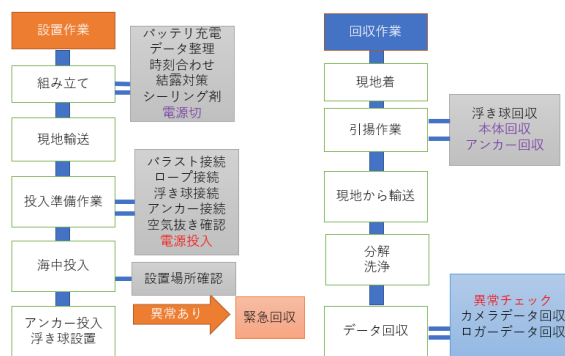 設置作業
組み立て
バッテリ充電
データ整理
時刻合わせ
結露対策
シーリング剤
電源切
現地輸送
投入準備作業
バラスト接続
ロープ接続
浮き球接続
アンカー接続
空気抜き確認
電源投入
海中投入
設置場所確認
異常あり
緊急回収
アンカー投入
浮き球設置
回収作業
現地着
引揚作業
浮き球回収
本体回収
アンカー回収
現地から輸送
分解
洗浄
データ回収
異常チェック
カメラデータ回収
ロガーデータ回収